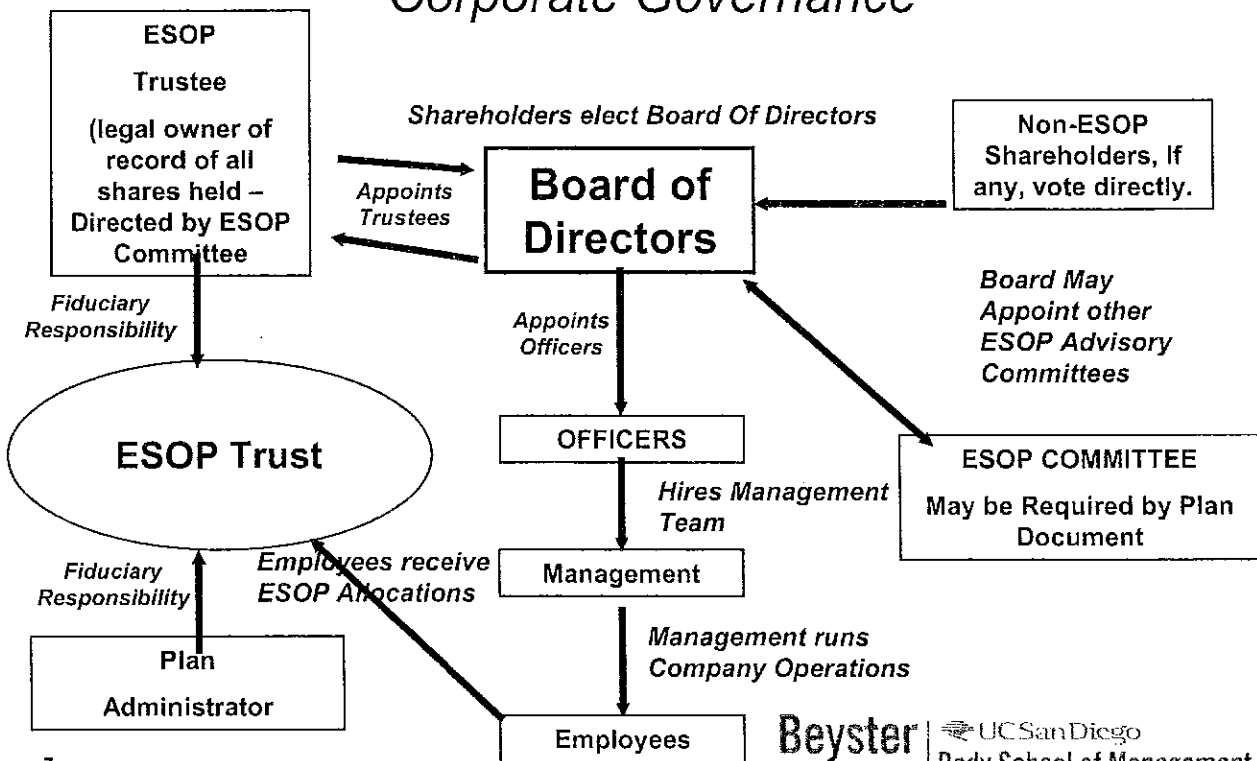 Corporate Governance
ESOP
Trustee
(legal owner of
record of all
shares held –
Directed by ESOP
Committee
Shareholders elect Board Of Directors
Appoints
Trustees
Board of
Directors
Non-ESOP
Shareholders, If
any, vote directly.
Fiduciary
Responsibility
Appoints
Officers
Board May
Appoint other
ESOP Advisory
Committees
ESOP Trust
OFFICERS
ESOP COMMITTEE
May be Required by Plan
Document
Hires Management
Team
Fiduciary
Responsibility
Employees receive
ESOP Allocations
Management
Management runs
Company Operations
Plan
Administrator
Employees
Beyster
UC San Diego
Rady School of Management